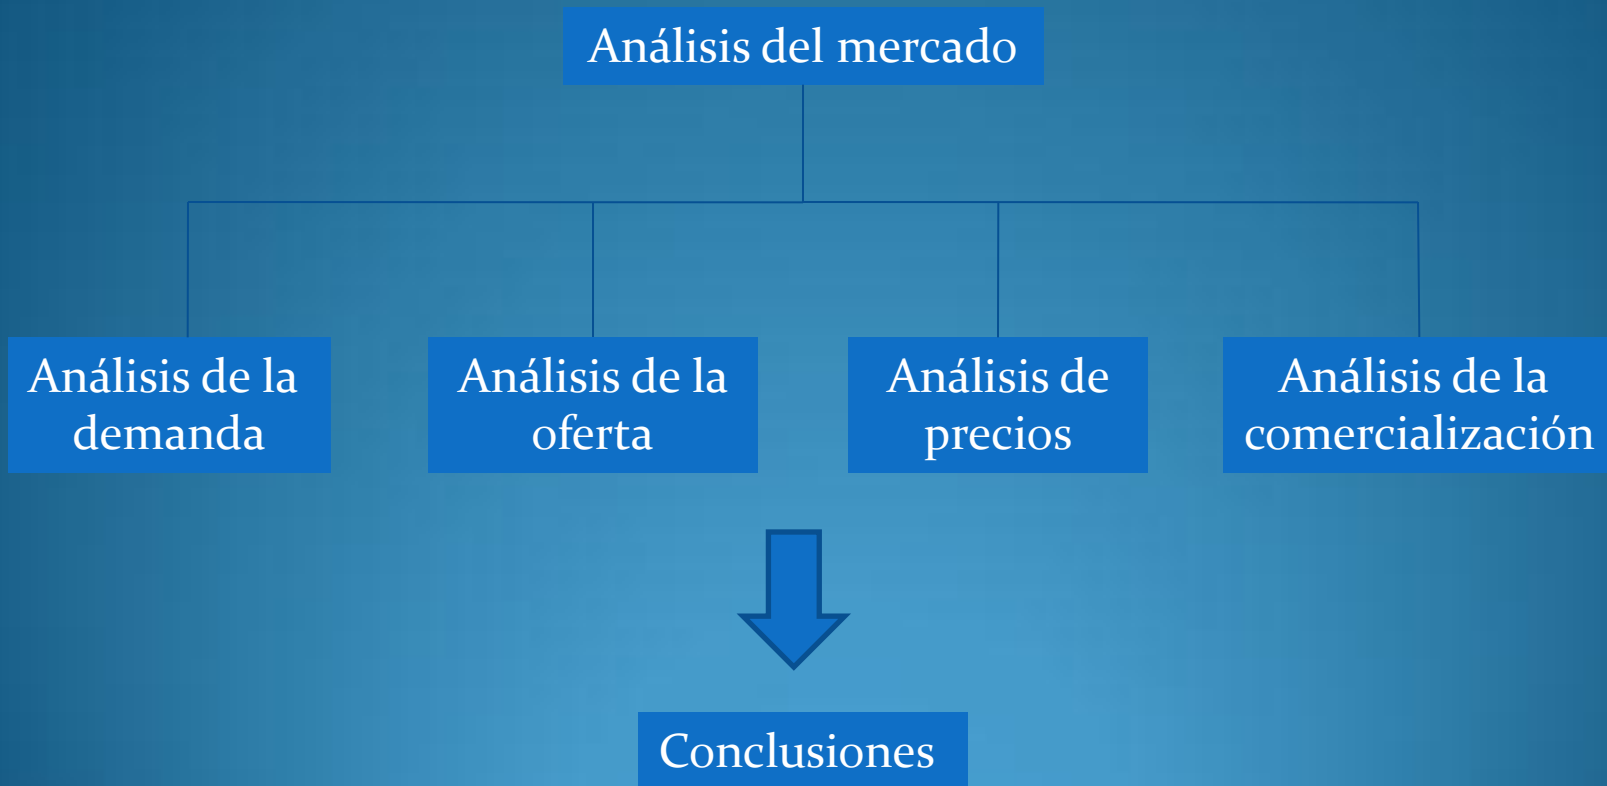 Análisis del mercado
Análisis de la
demanda
Análisis de la
oferta
Análisis de
precios
Análisis de la
comercialización
Conclusiones